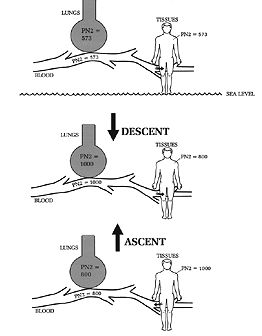 LUNGS
TISSUES
PN2 =
573
PN2 = 573
PN2 = 573
BLOOD
SEA LEVEL
DESCENT
TISSUES
LUNGS
PN2 =
1000
PN2 = 800
PN2 = 1000
BLOOD
ASCENT
LUNGS
TISSUES
PN2 =
800
PN2 = 1000
PN2 = 800
BLOOD